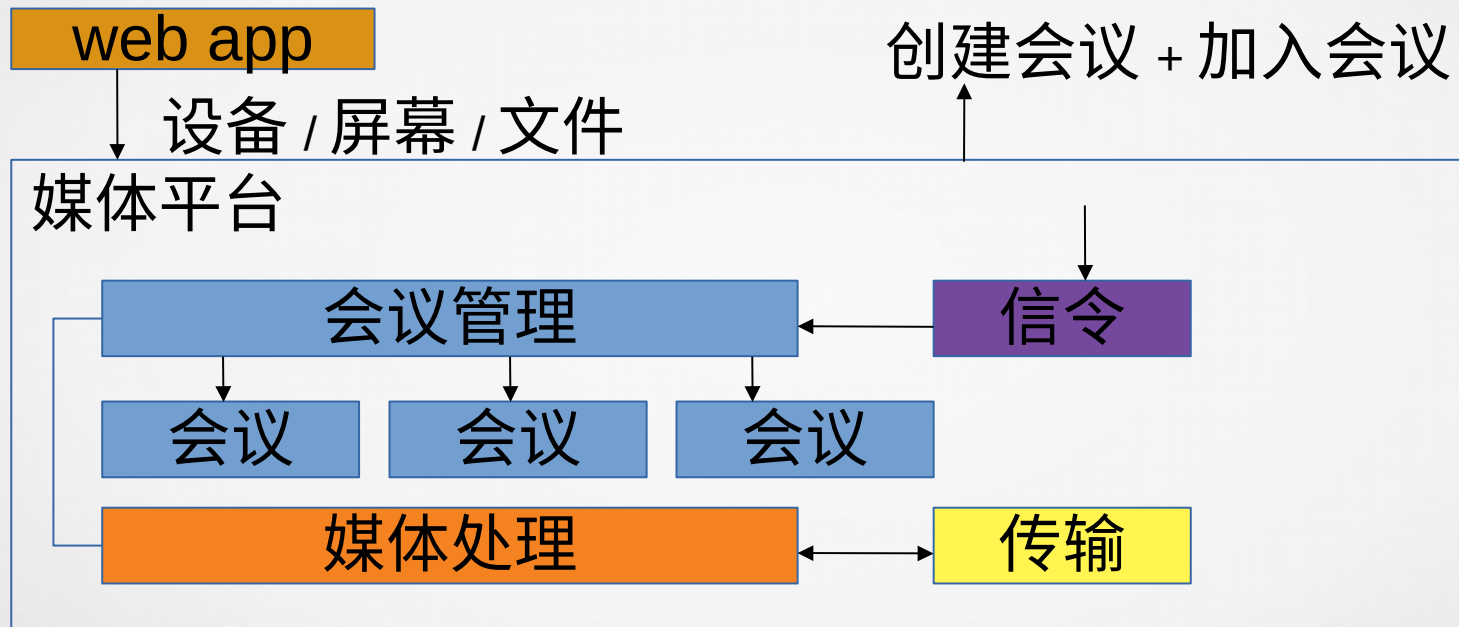 web app
创建会议 + 加入会议
设备 / 屏幕 / 文件
媒体平台
会议管理
信令
会议
会议
会议
媒体处理
传输